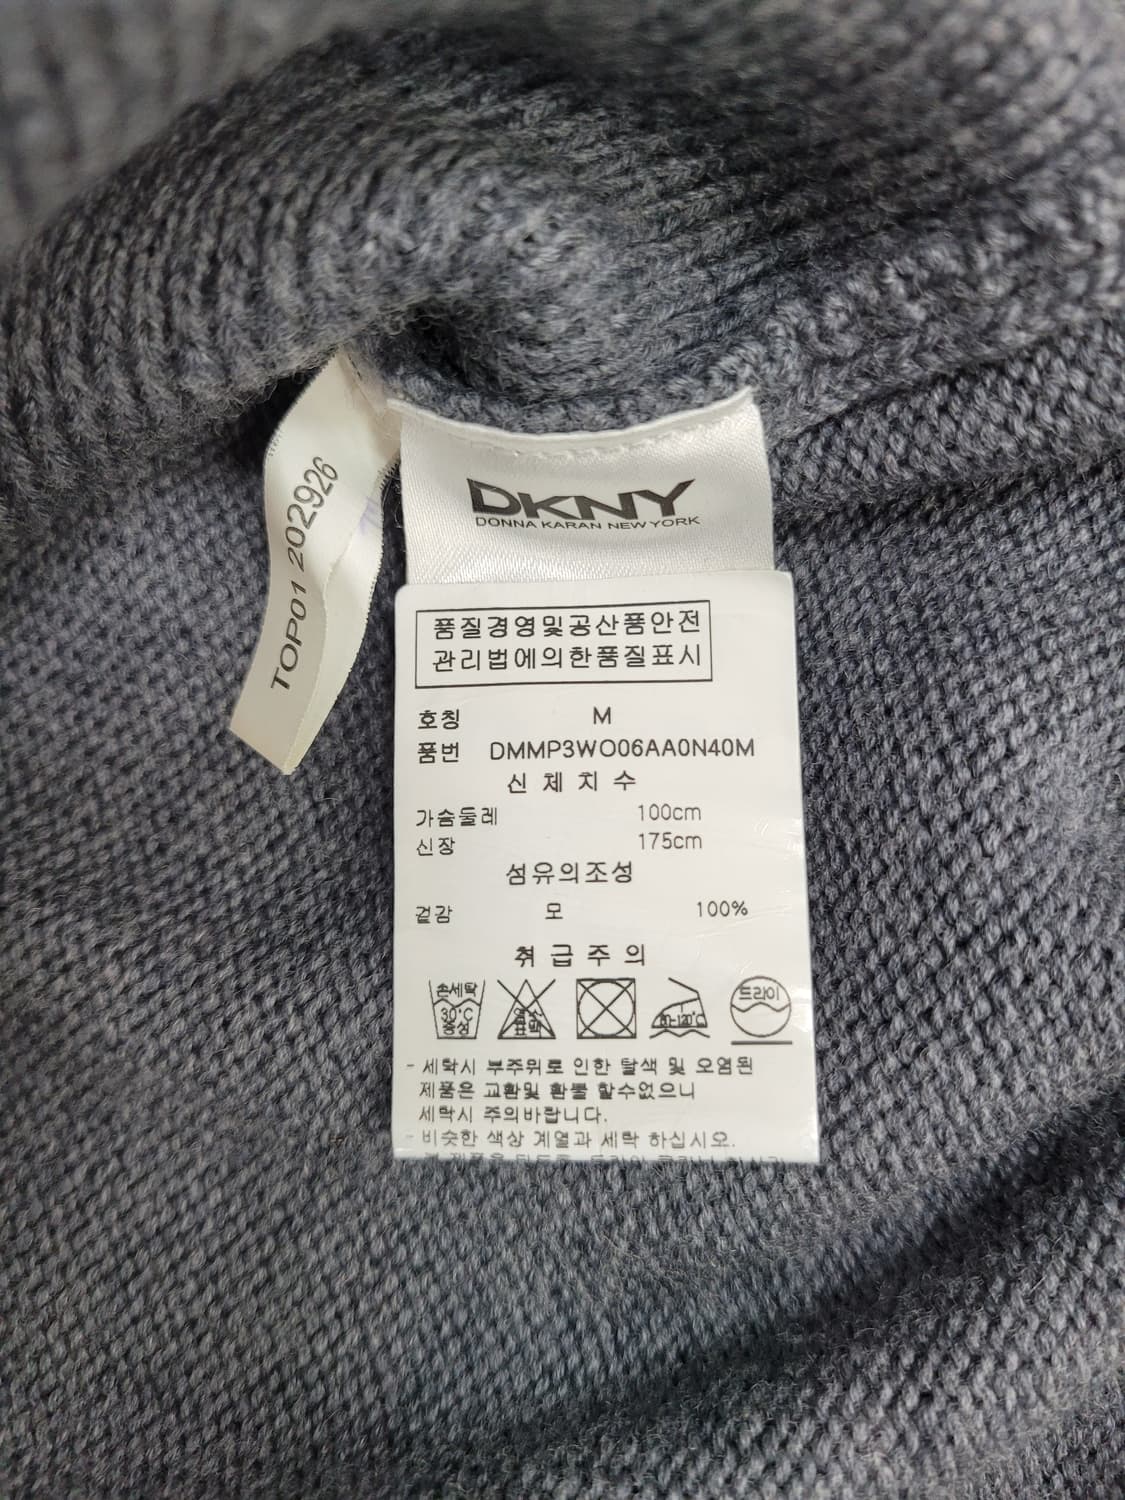 TOP01 202926
DKNY
DONNA KARAN NEW YORK
품질경영및공산품안전
관리법에의한품질표시
호칭 M
품번 DMMP3WO06AA0N40M
신체치수
가슴둘레 100cm
신장 175cm
섬유의조성
겉감 모 100%
취급주의
손세탁
30°C
중성
염소
표백
80-120°C
드라이
- 세탁시 부주위로 인한 탈색 및 오염된
제품은 교환및 환불 할수없으니
세탁시 주의바랍니다.
- 비슷한 색상 계열과 세탁 하십시오.